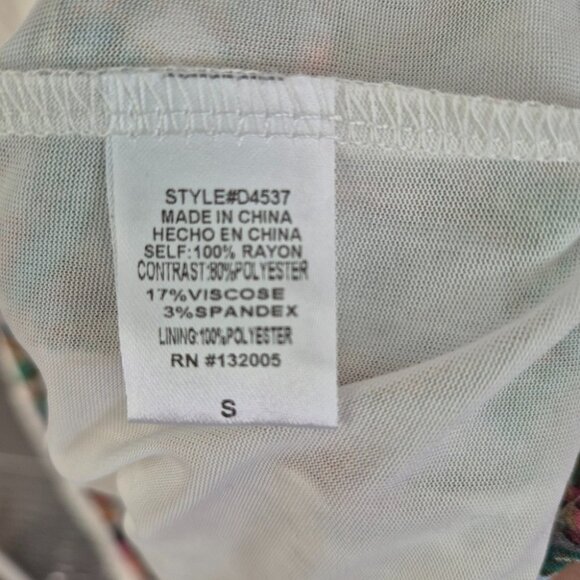 STYLE#D4537
MADE IN CHINA
HECHO EN CHINA
SELF:100% RAYON
CONTRAST:80%POLYESTER
17%VISCOSE
3%SPANDEX
LINING:100%POLYESTER
RN #132005
S